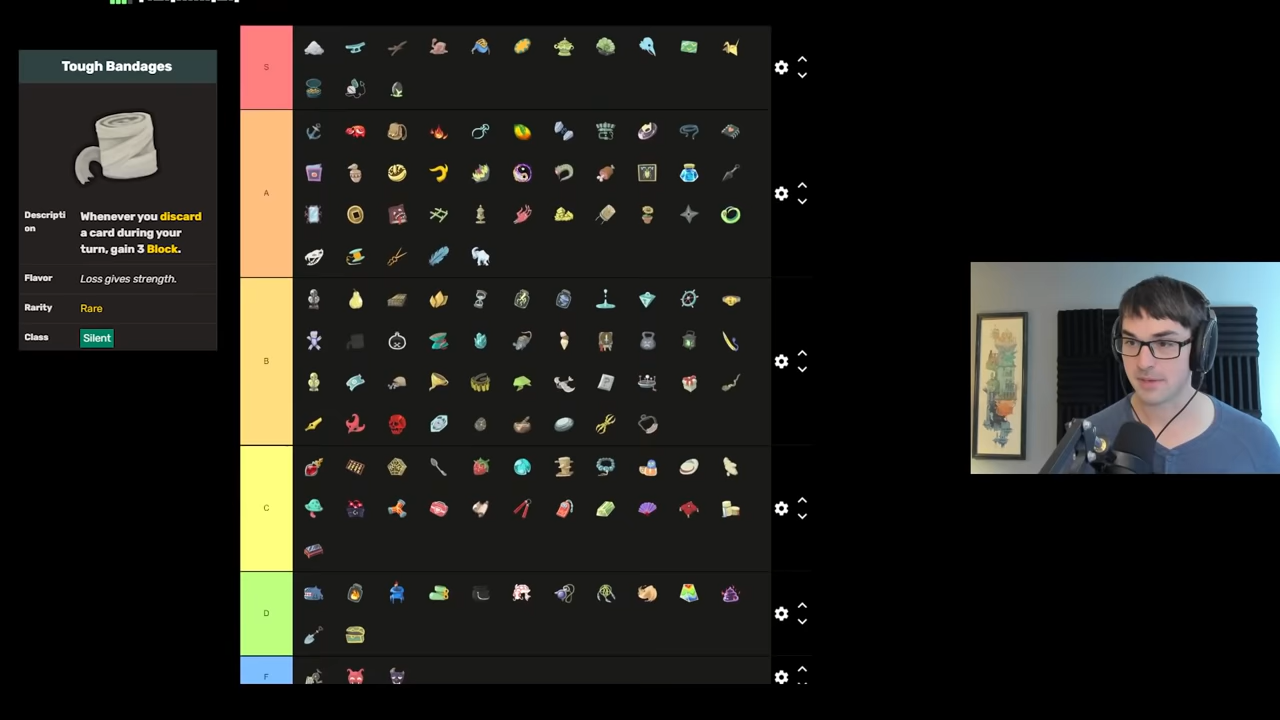 Tough Bandages
Descripti
on
Whenever you discard
a card during your
turn, gain 3 Block.
Flavor
Loss gives strength.
Rarity
Rare
Class
Silent
S
A
B
C
D
F